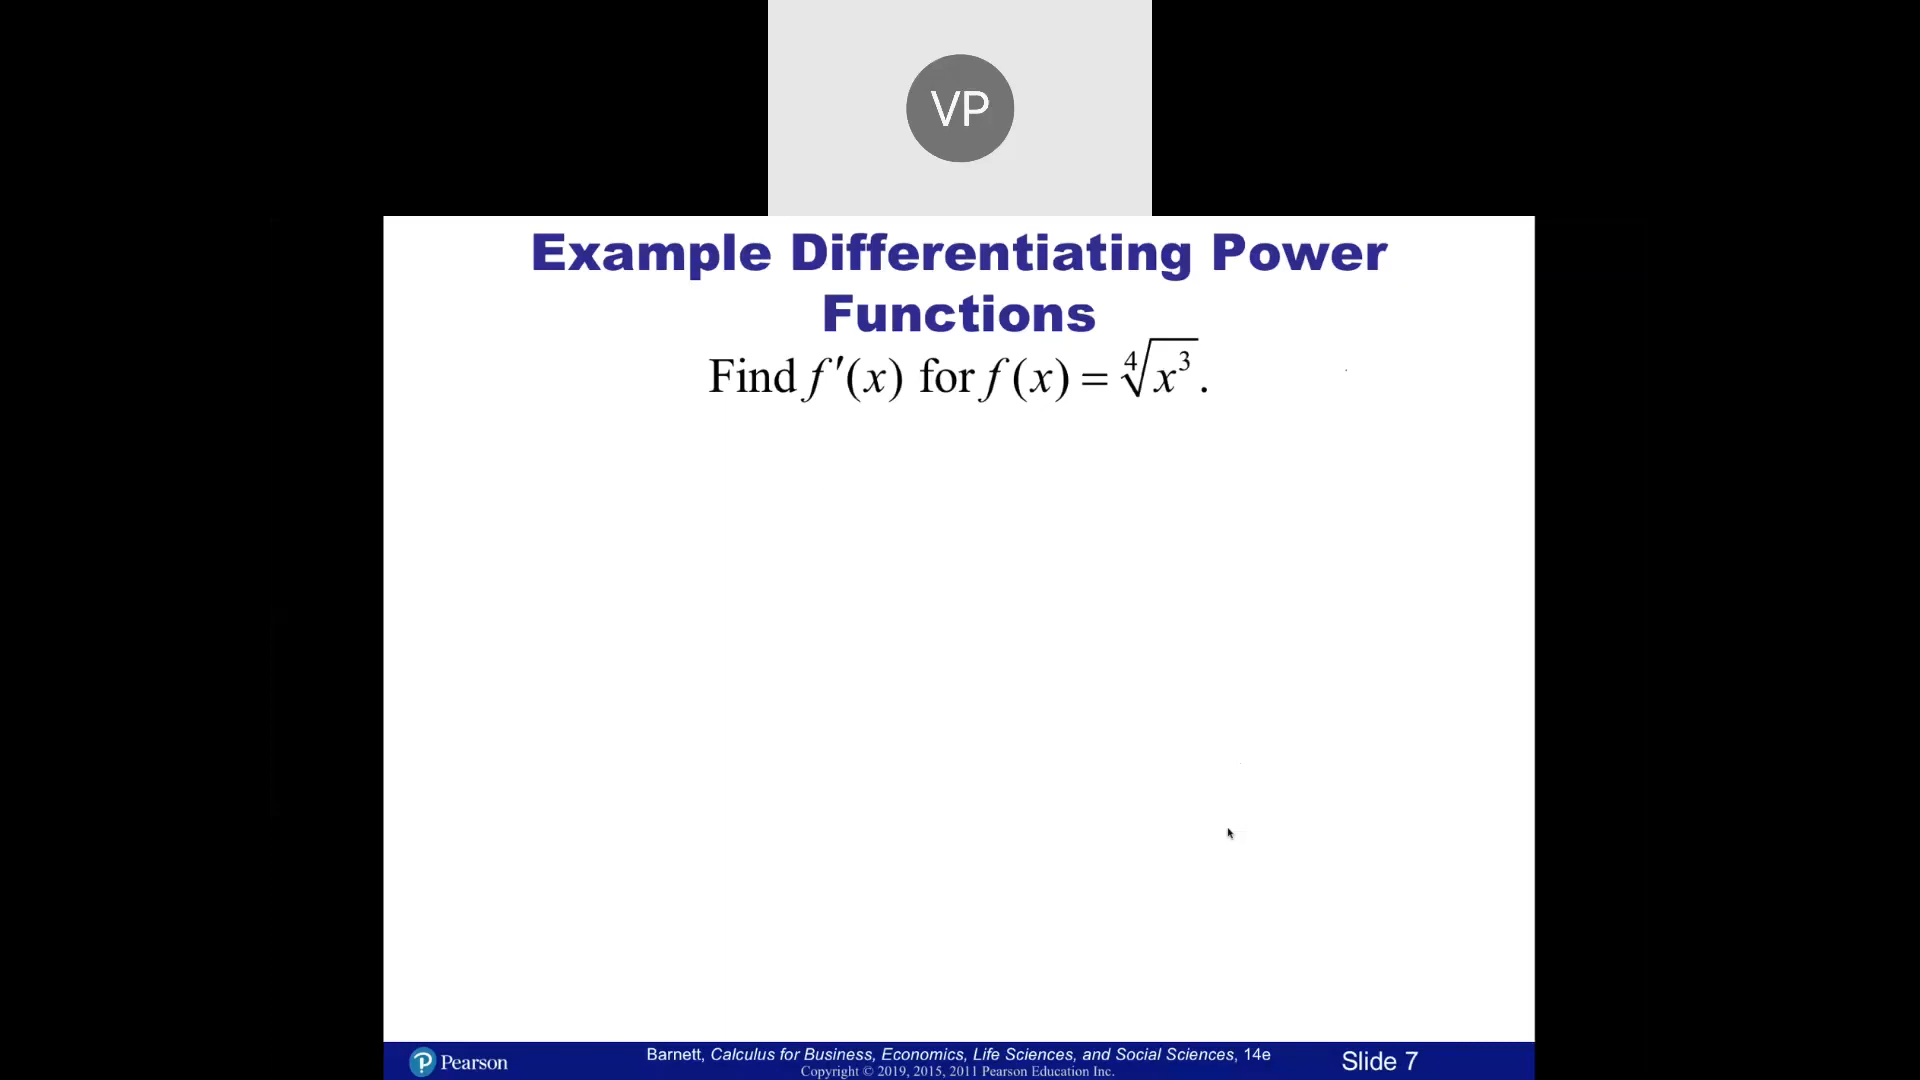 VP
Example Differentiating Power
Functions
Find f′(x) for f(x) = ∜x³.
Pearson
Barnett, Calculus for Business, Economics, Life Sciences, and Social Sciences, 14e
Copyright © 2019, 2015, 2011 Pearson Education Inc.
Slide 7